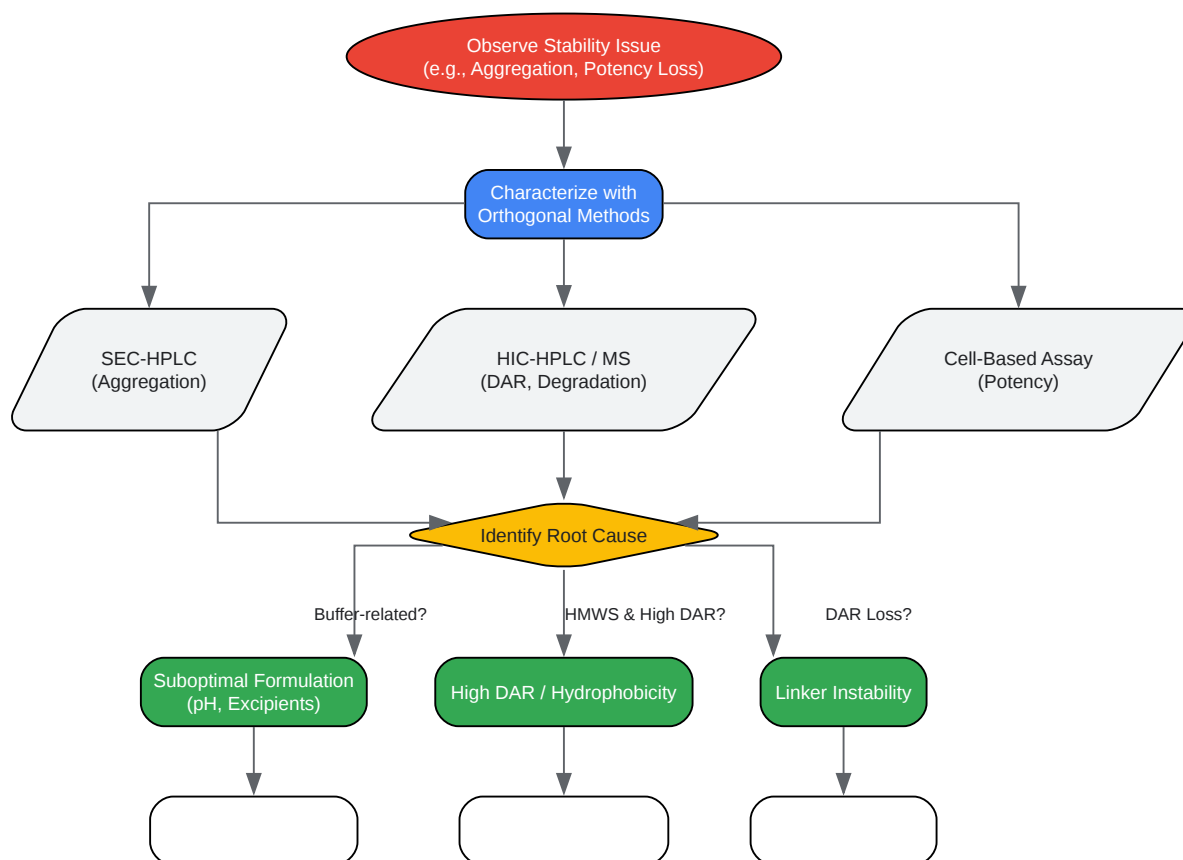 Observe Stability Issue
(e.g., Aggregation, Potency Loss)
Characterize with
Orthogonal Methods
SEC-HPLC
(Aggregation)
HIC-HPLC / MS
(DAR, Degradation)
Cell-Based Assay
(Potency)
Identify Root Cause
Buffer-related?
HMWS & High DAR?
DAR Loss?
Suboptimal Formulation
(pH, Excipients)
High DAR / Hydrophobicity
Linker Instability